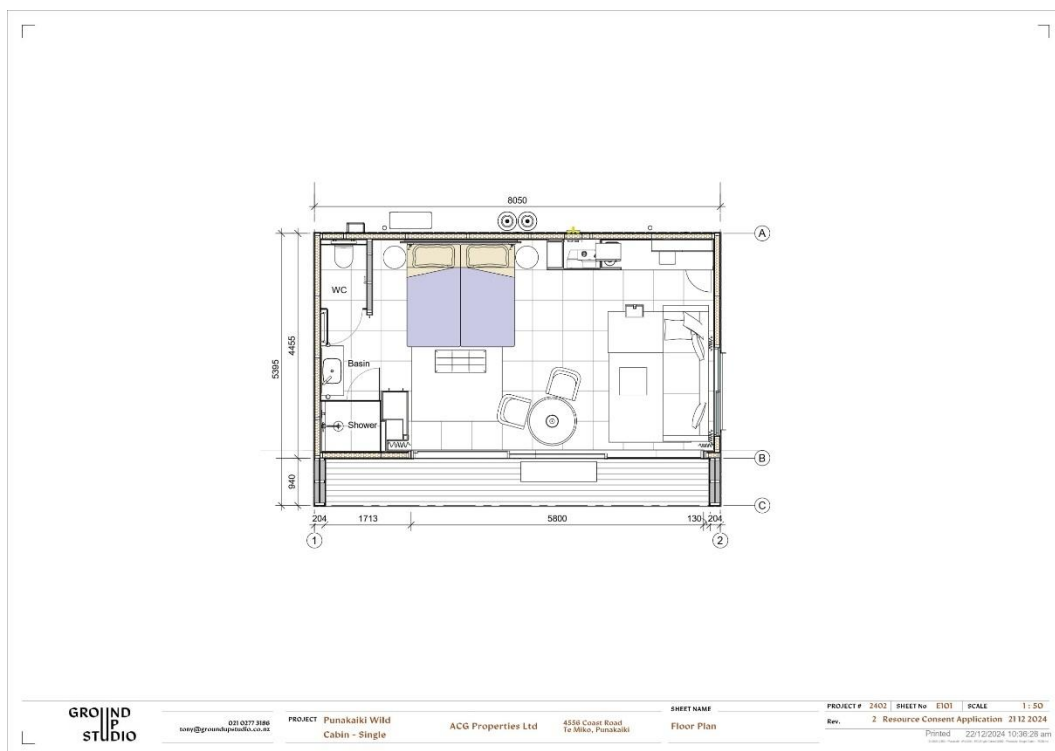 8050
A
WC
4455
5395
Basin
Shower
B
940
C
204 1713 5800 130 204
1 2
GROUND
UP
STUDIO
021 0277 3186
tony@groundupstudio.co.nz
PROJECT Punakaiki Wild
Cabin - Single
ACG Properties Ltd
4556 Coast Road
Te Miko, Punakaiki
SHEET NAME
Floor Plan
PROJECT # 2402 SHEET No E101 SCALE 1 : 50
Rev. 2 Resource Consent Application 21 12 2024
Printed 22/12/2024 10:36:28 am